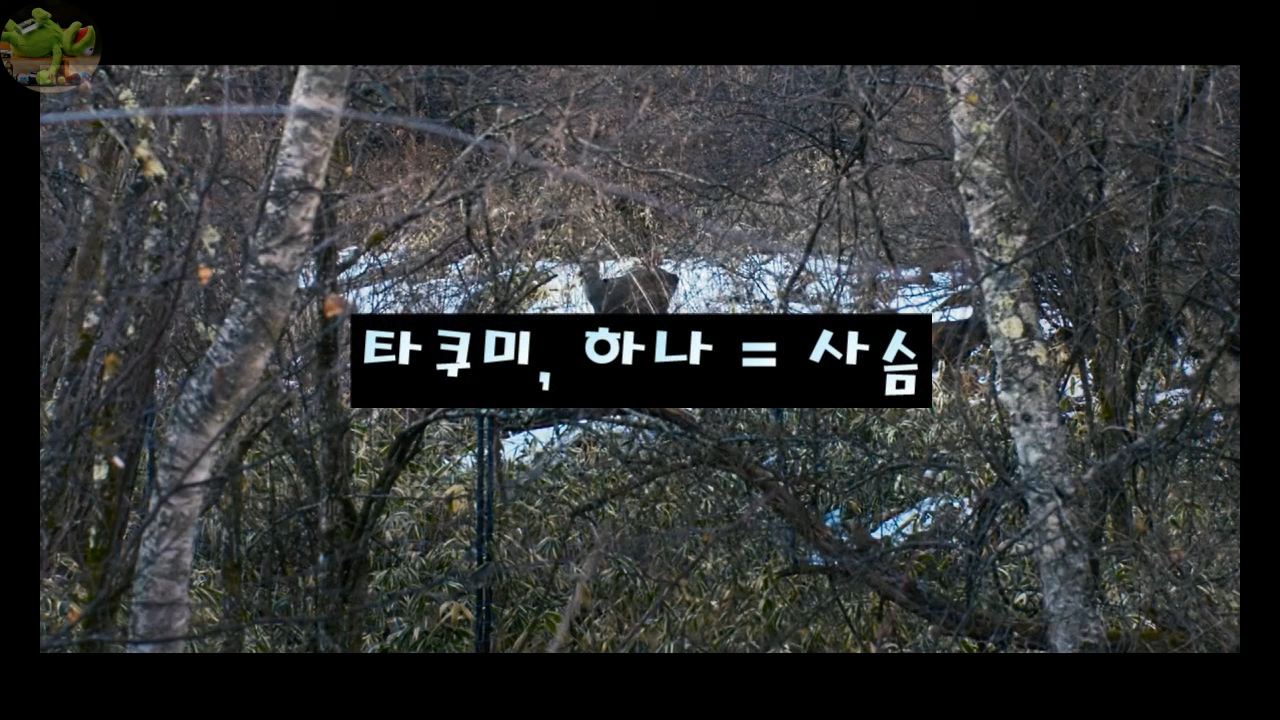 타쿠미, 하나 = 사슴